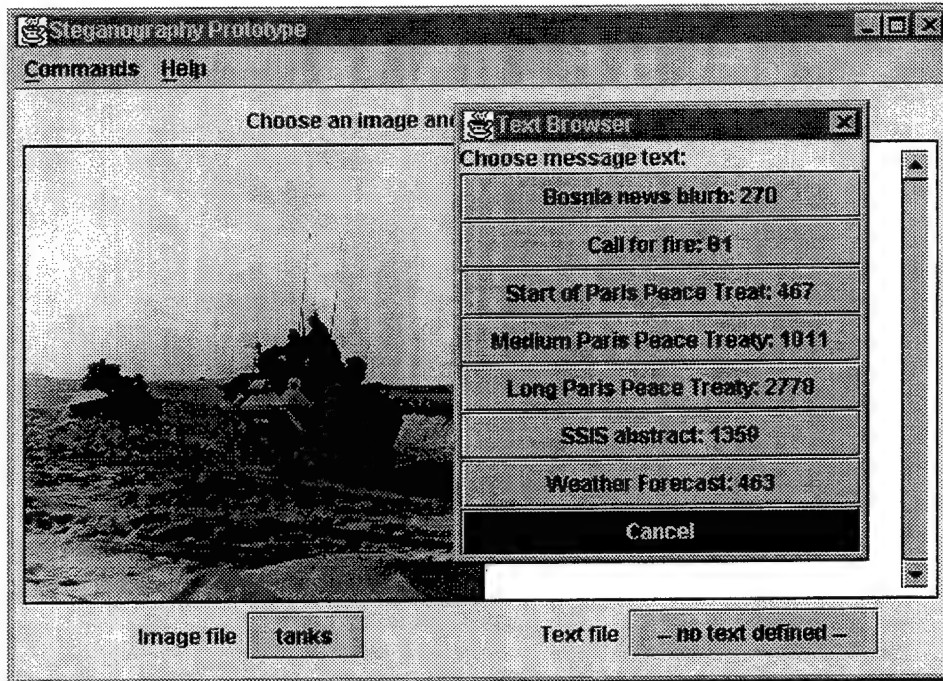 Steganography Prototype
Commands Help
Choose an image and
Text Browser
Choose message text:
Bosnia news blurb: 270
Call for fire: 81
Start of Paris Peace Treat: 467
Medium Paris Peace Treaty: 1011
Long Paris Peace Treaty: 2778
SSIS abstract: 1359
Weather Forecast: 463
Cancel
Image file tanks
Text file -- no text defined --